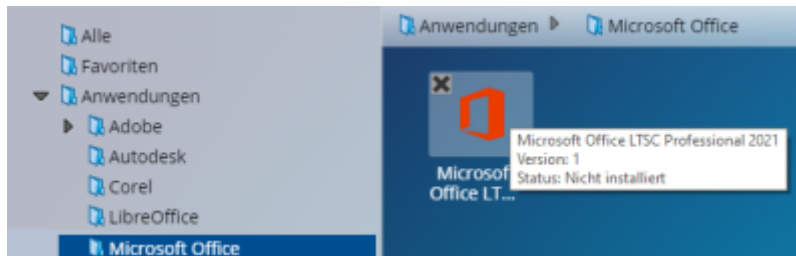 Alle
Favoriten
Anwendungen
Adobe
Autodesk
Corel
LibreOffice
Microsoft Office
Anwendungen Microsoft Office
Microsoft Office LTSC Professional 2021
Version: 1
Status: Nicht installiert
Microsof
Office LT...